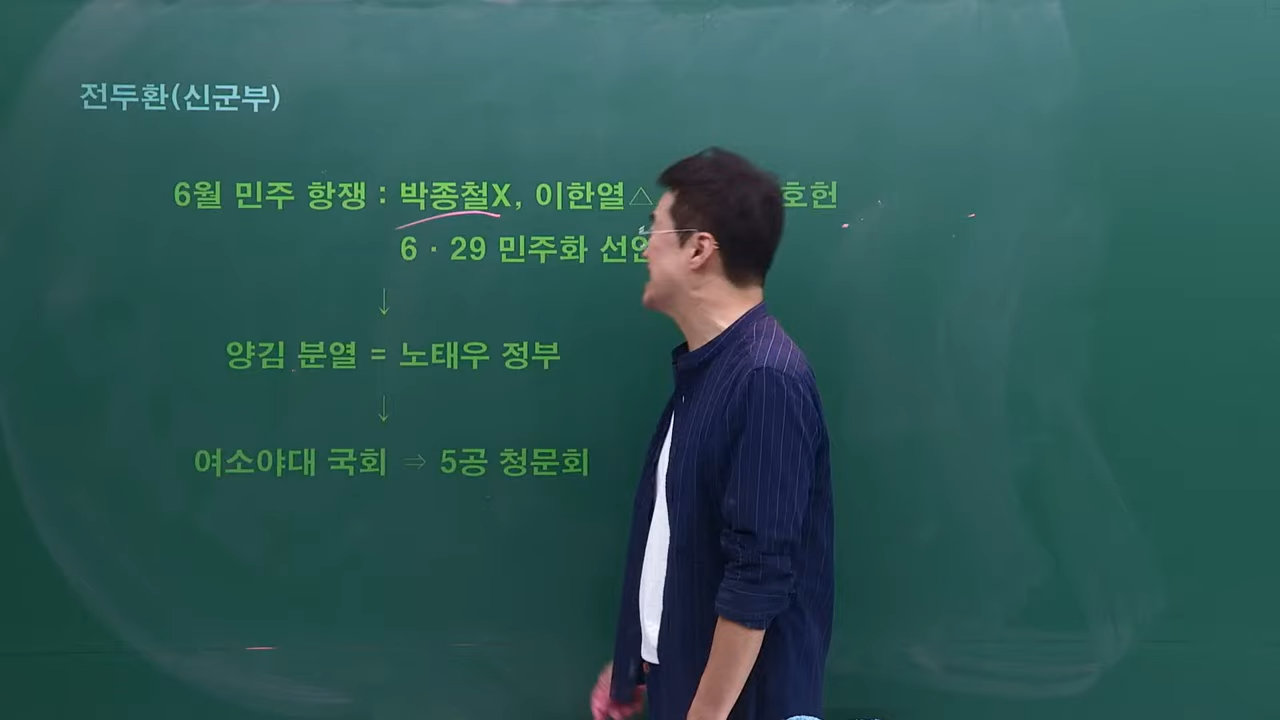 전두환(신군부)
6월 민주 항쟁 : 박종철X, 이한열△ 호헌
6 · 29 민주화 선언
↓
양김 분열 = 노태우 정부
↓
여소야대 국회 ⇒ 5공 청문회